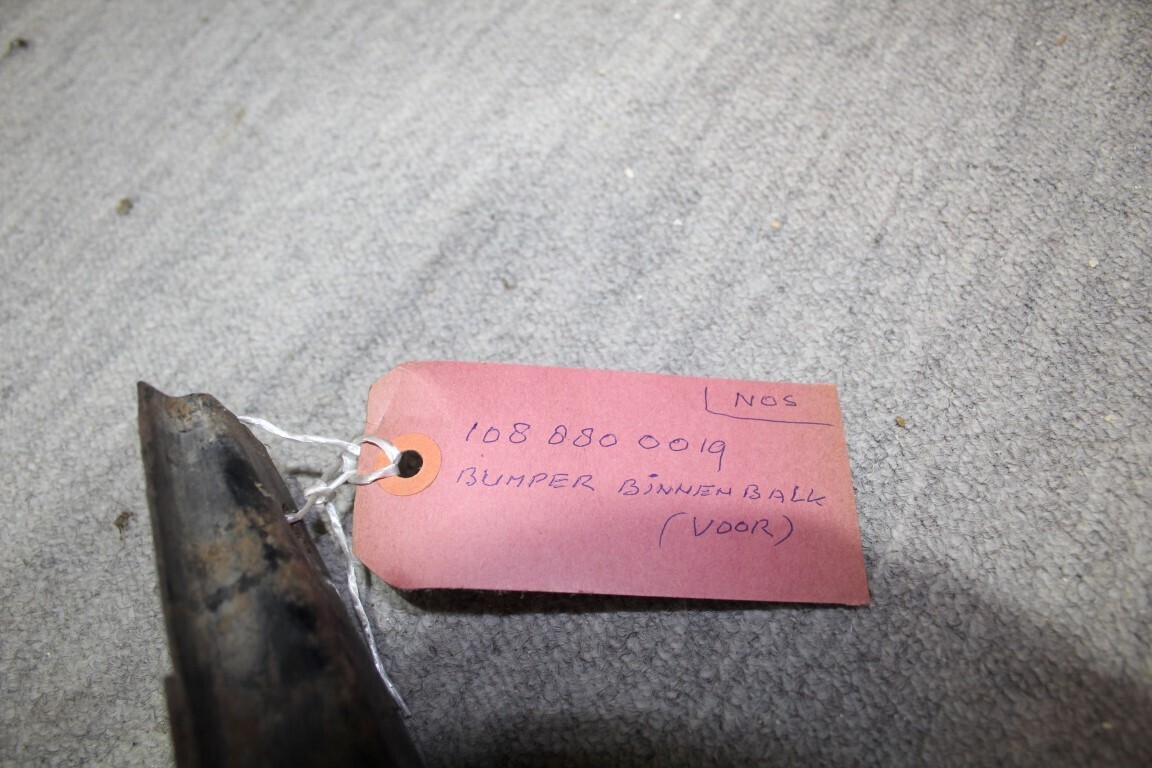 NOS
108 880 0019
BUMPER BINNENBALK
(VOOR)